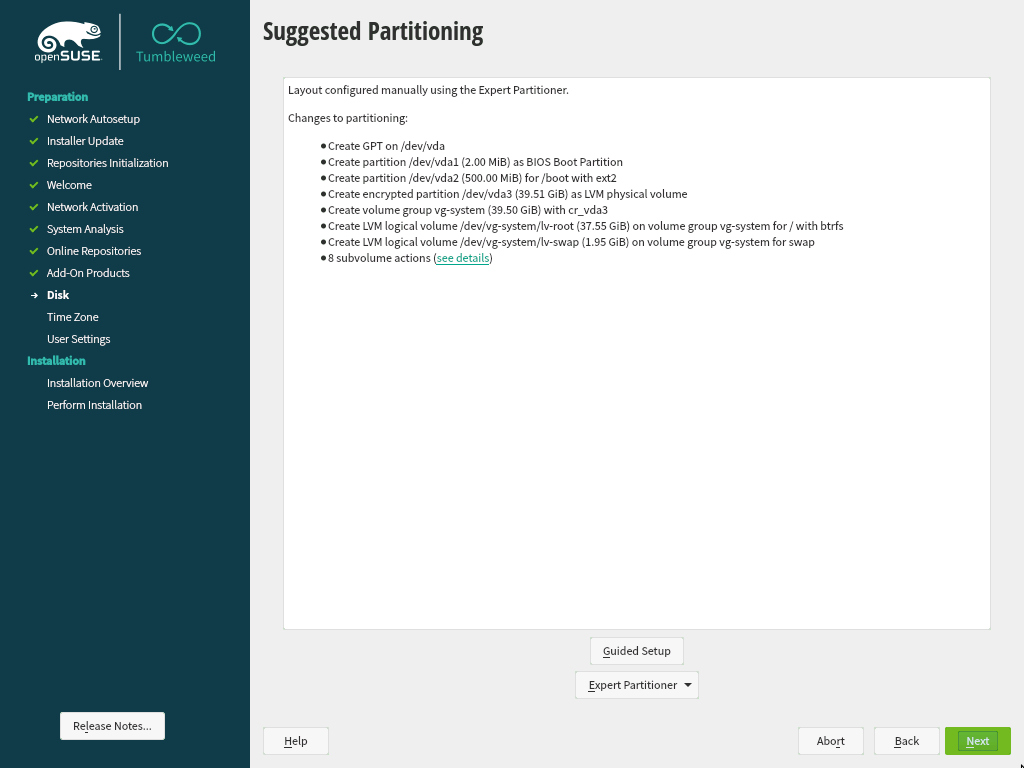 openSUSE
Tumbleweed
Preparation
Network Autosetup
Installer Update
Repositories Initialization
Welcome
Network Activation
System Analysis
Online Repositories
Add-On Products
Disk
Time Zone
User Settings
Installation
Installation Overview
Perform Installation
Release Notes...
Suggested Partitioning
Layout configured manually using the Expert Partitioner.
Changes to partitioning:
Create GPT on /dev/vda
Create partition /dev/vda1 (2.00 MiB) as BIOS Boot Partition
Create partition /dev/vda2 (500.00 MiB) for /boot with ext2
Create encrypted partition /dev/vda3 (39.51 GiB) as LVM physical volume
Create volume group vg-system (39.50 GiB) with cr_vda3
Create LVM logical volume /dev/vg-system/lv-root (37.55 GiB) on volume group vg-system for / with btrfs
Create LVM logical volume /dev/vg-system/lv-swap (1.95 GiB) on volume group vg-system for swap
8 subvolume actions (see details)
Guided Setup
Expert Partitioner
Help
Abort
Back
Next